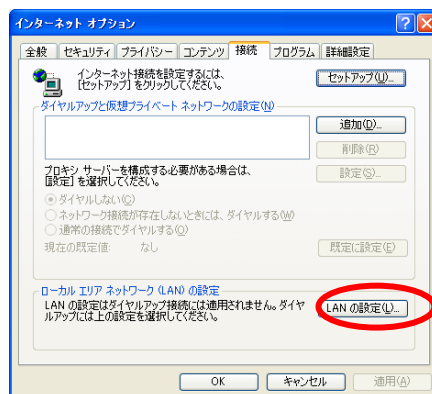 インターネット オプション
全般 セキュリティ プライバシー コンテンツ 接続 プログラム 詳細設定
インターネット接続を設定するには、
[セットアップ] をクリックしてください。
セットアップ(U)...
ダイヤルアップと仮想プライベート ネットワークの設定(N)
追加(D)...
削除(R)
プロキシ サーバーを構成する必要がある場合は、
[設定] を選択してください。
設定(S)...
ダイヤルしない(C)
ネットワーク接続が存在しないときには、ダイヤルする(W)
通常の接続でダイヤルする(O)
現在の既定値: なし
既定に設定(E)
ローカル エリア ネットワーク (LAN) の設定
LAN の設定はダイヤルアップ接続には適用されません。ダイヤ
ルアップには上の設定を選択してください。
LAN の設定(L)...
OK キャンセル 適用(A)